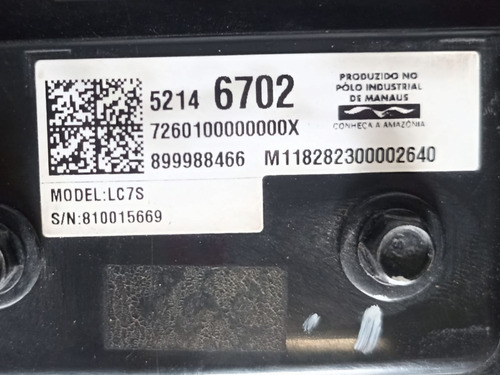 5214 6702
7260100000000X
899988466 M118282300002640
MODEL:LC7S
S/N:810015669
PRODUZIDO NO
PÓLO INDUSTRIAL
DE MANAUS
CONHEÇA A AMAZÔNIA